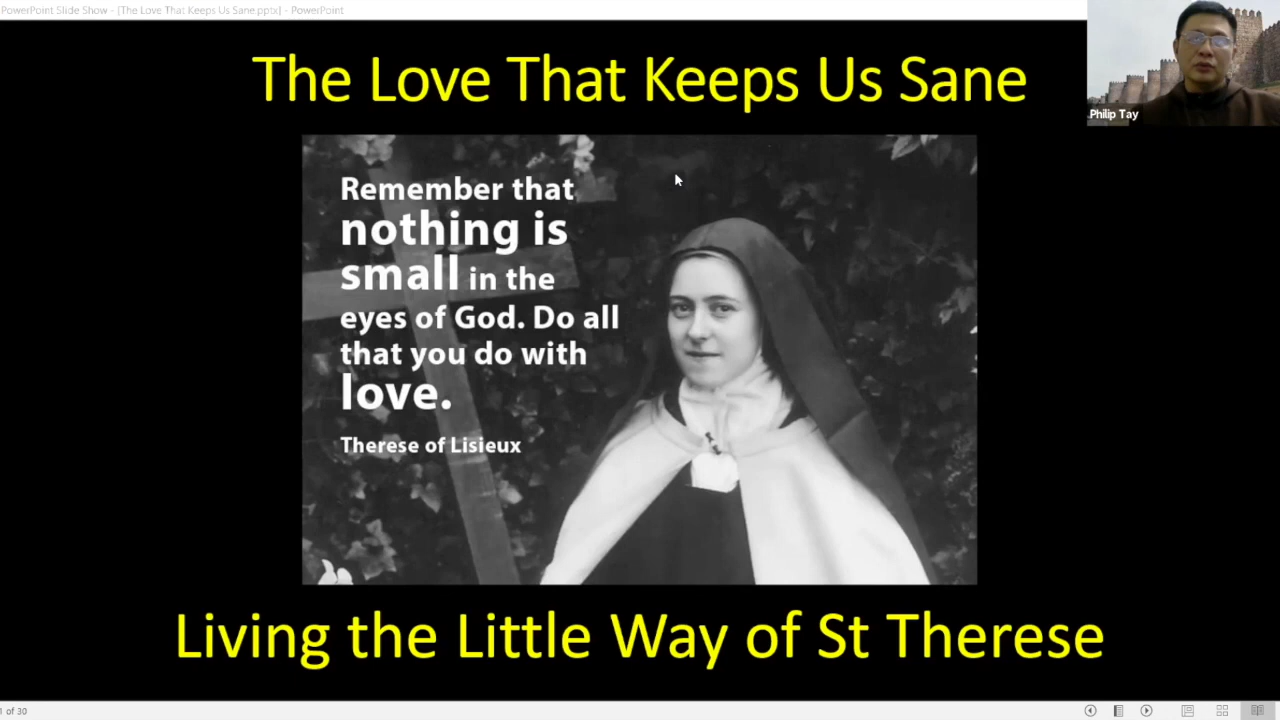 PowerPoint Slide Show - [The Love That Keeps Us Sane.pptx] - PowerPoint
The Love That Keeps Us Sane
Philip Tay
Remember that
nothing is
small in the
eyes of God. Do all
that you do with
love.
Therese of Lisieux
Living the Little Way of St Therese
1 of 30